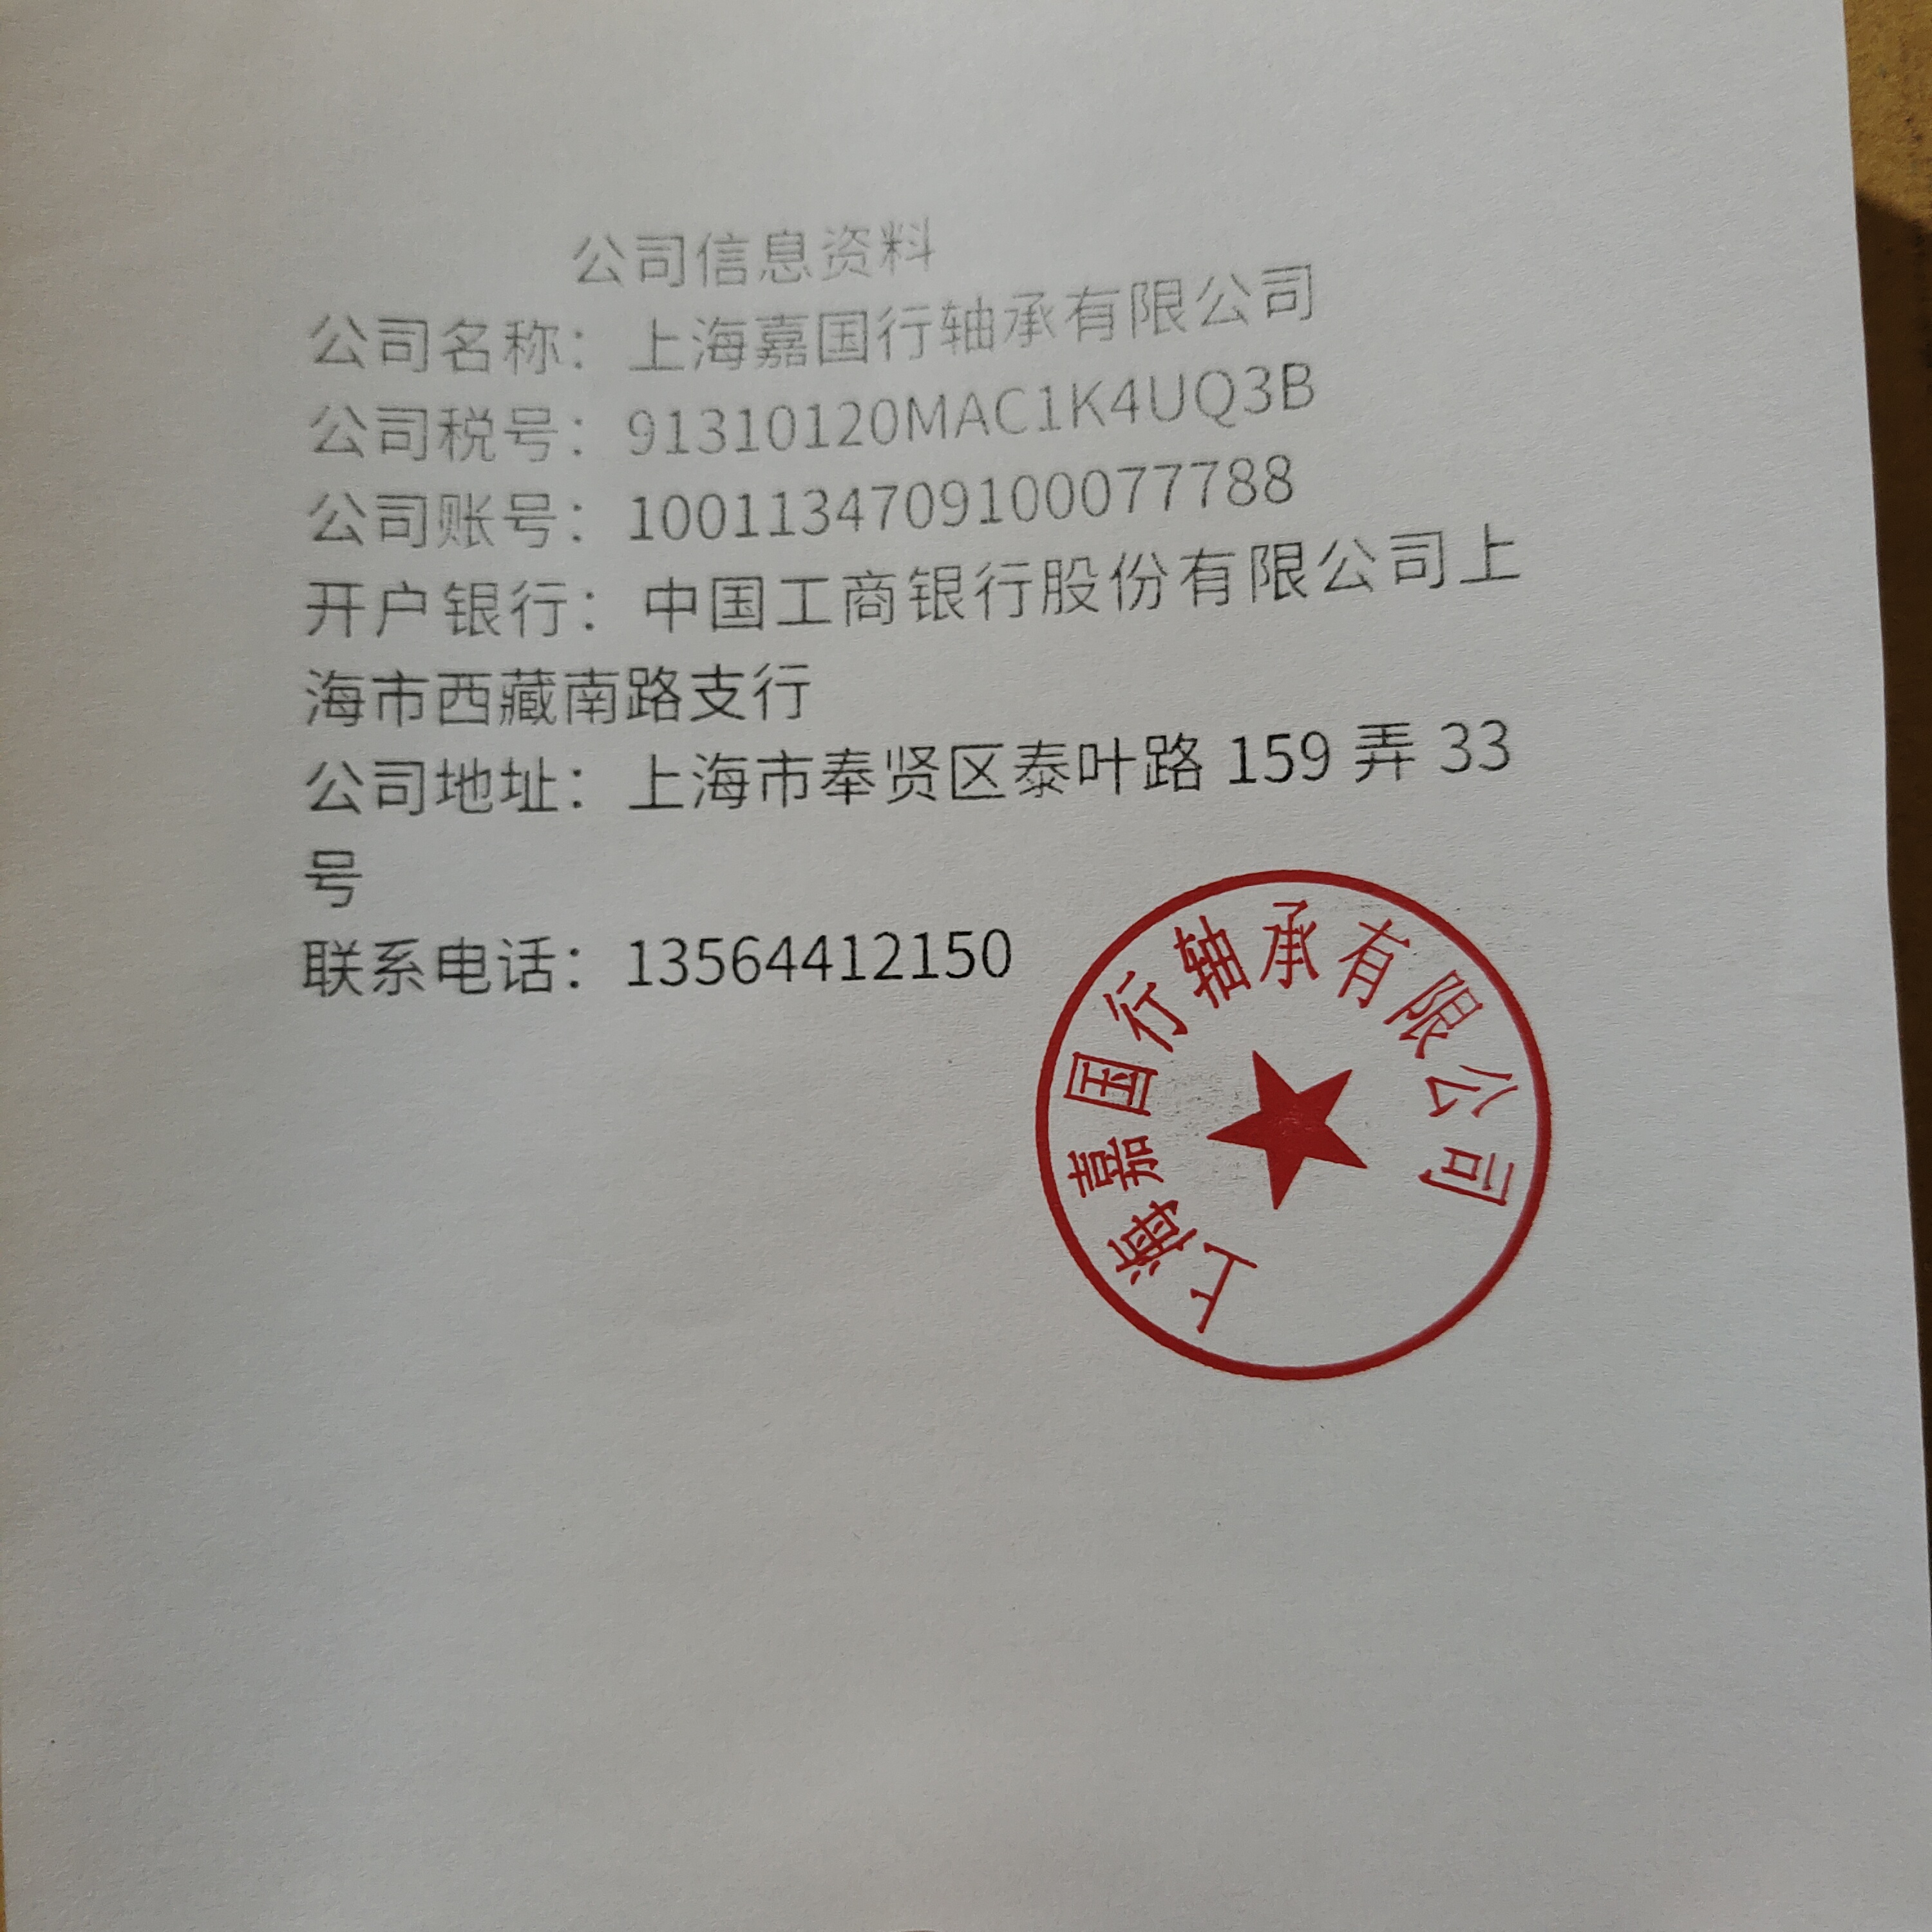 公司信息资料
公司名称：上海嘉国行轴承有限公司
公司税号：91310120MAC1K4UQ3B
公司账号：1001134709100077788
开户银行：中国工商银行股份有限公司上
海市西藏南路支行
公司地址：上海市奉贤区泰叶路 159 弄 33
号
联系电话：13564412150
上海嘉国行轴承有限公司